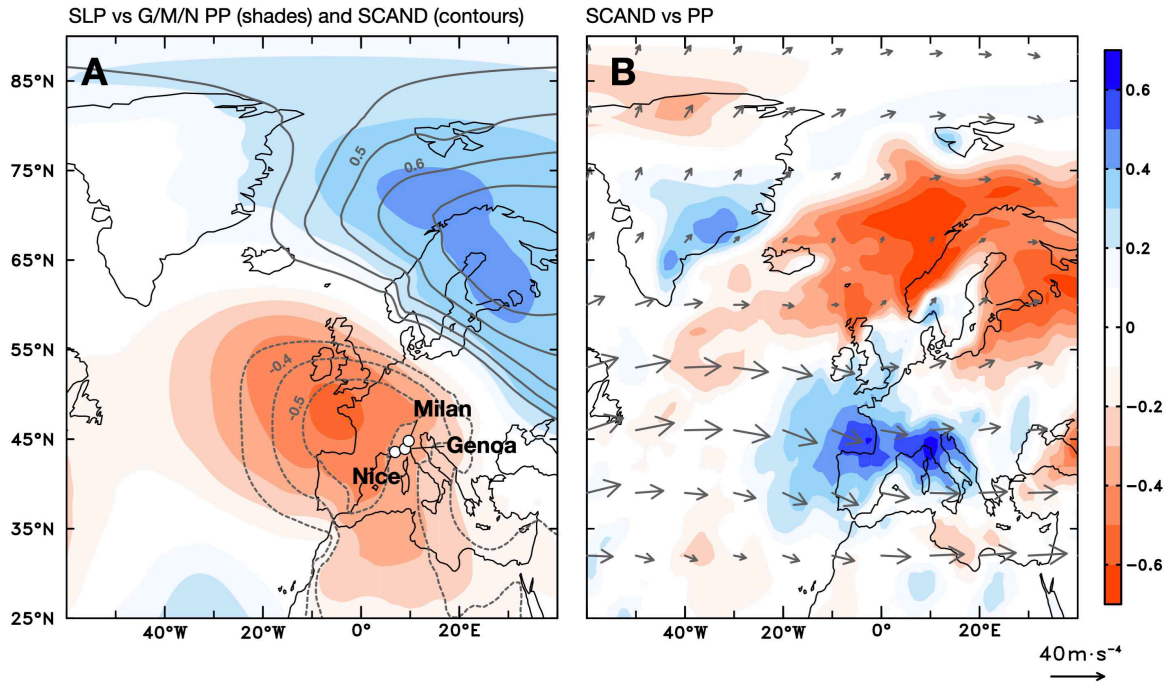 SLP vs G/M/N PP (shades) and SCAND (contours)
SCAND vs PP
A
B
85°N
75°N
65°N
55°N
45°N
35°N
25°N
0.5
0.6
-0.4
-0.5
Milan
Genoa
Nice
40°W
20°W
0°
20°E
40°W
20°W
0°
20°E
0.6
0.4
0.2
0
−0.2
−0.4
−0.6
40m·s⁻⁴